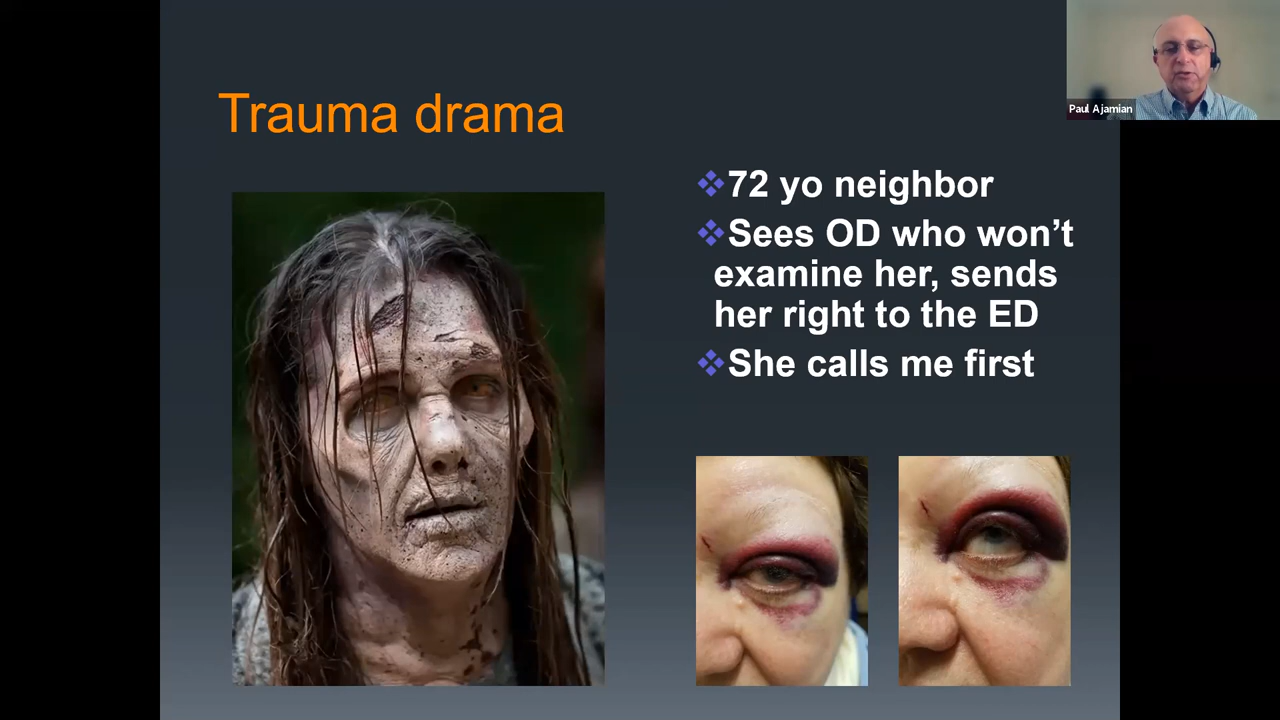 Paul Ajamian
Trauma drama
❖72 yo neighbor
❖Sees OD who won’t
examine her, sends
her right to the ED
❖She calls me first